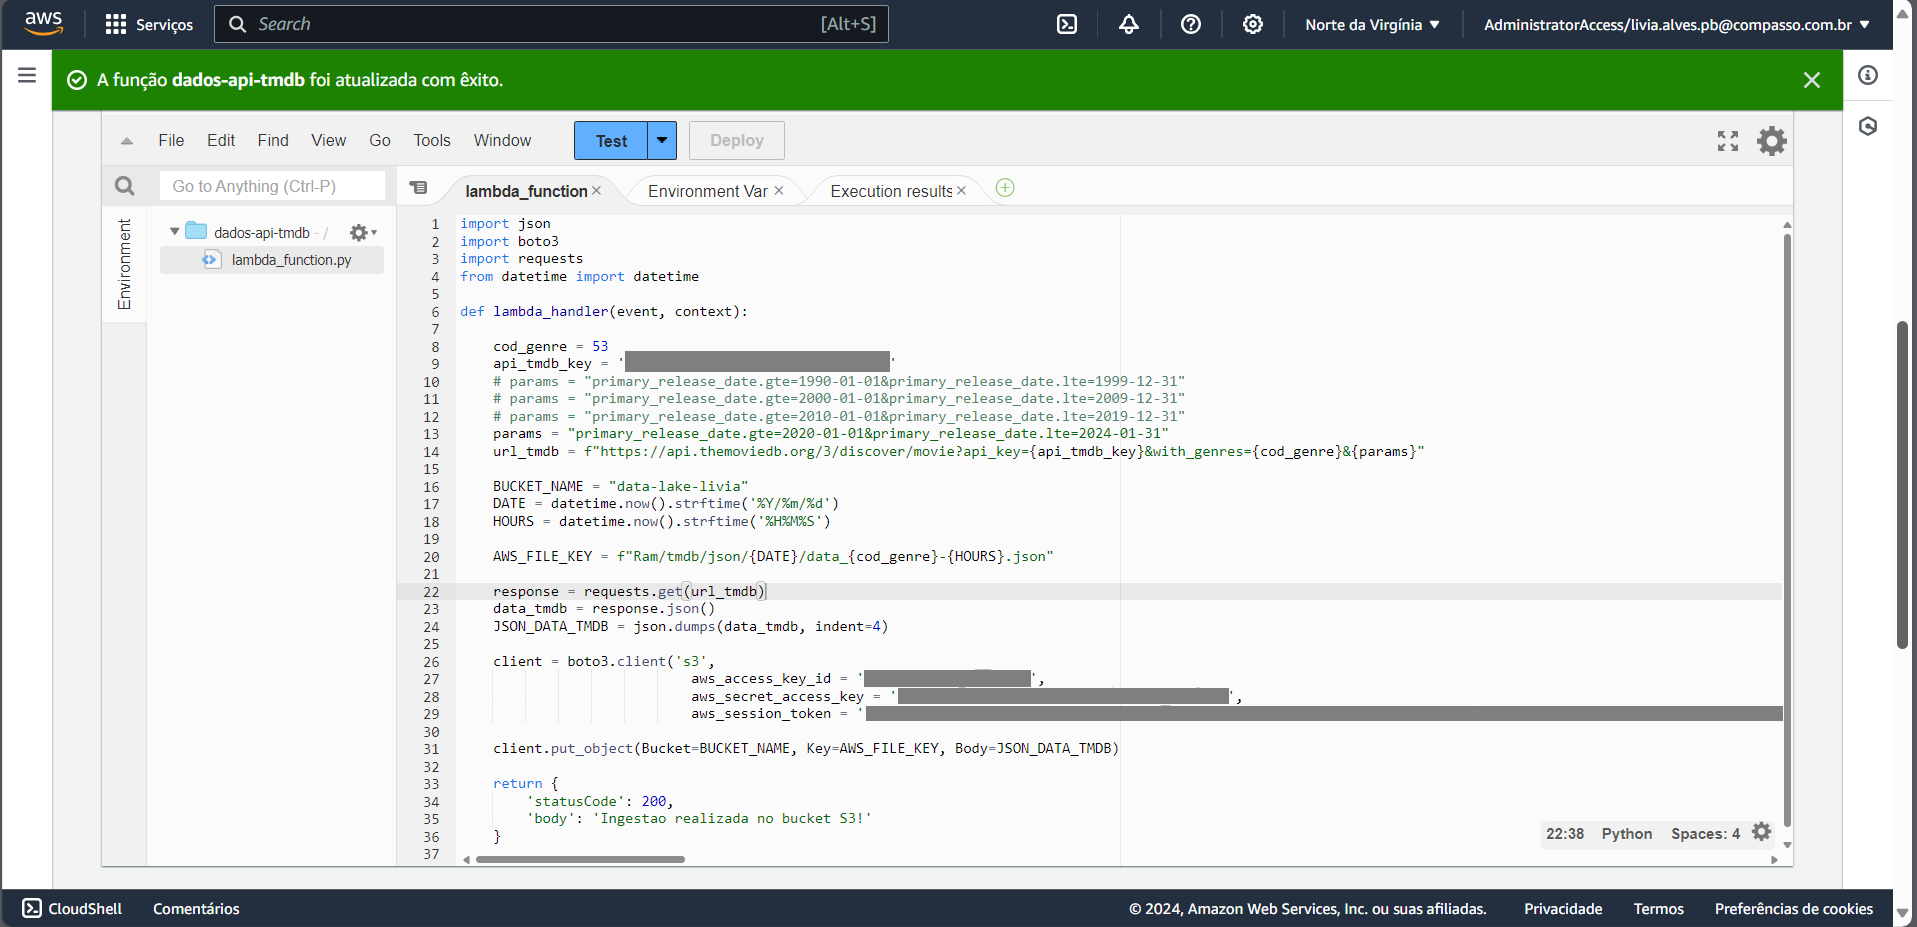 aws
Serviços
Search
[Alt+S]
Norte da Virgínia
AdministratorAccess/livia.alves.pb@compasso.com.br
A função dados-api-tmdb foi atualizada com êxito.
File Edit Find View Go Tools Window
Test
Deploy
Go to Anything (Ctrl-P)
lambda_function
Environment Var
Execution results
Environment
dados-api-tmdb - /
lambda_function.py
1 import json
2 import boto3
3 import requests
4 from datetime import datetime
5
6 def lambda_handler(event, context):
7
8 cod_genre = 53
9 api_tmdb_key = ' '
10 # params = "primary_release_date.gte=1990-01-01&primary_release_date.lte=1999-12-31"
11 # params = "primary_release_date.gte=2000-01-01&primary_release_date.lte=2009-12-31"
12 # params = "primary_release_date.gte=2010-01-01&primary_release_date.lte=2019-12-31"
13 params = "primary_release_date.gte=2020-01-01&primary_release_date.lte=2024-01-31"
14 url_tmdb = f"https://api.themoviedb.org/3/discover/movie?api_key={api_tmdb_key}&with_genres={cod_genre}&{params}"
15
16 BUCKET_NAME = "data-lake-livia"
17 DATE = datetime.now().strftime('%Y/%m/%d')
18 HOURS = datetime.now().strftime('%H%M%S')
19
20 AWS_FILE_KEY = f"Ram/tmdb/json/{DATE}/data_{cod_genre}-{HOURS}.json"
21
22 response = requests.get(url_tmdb)
23 data_tmdb = response.json()
24 JSON_DATA_TMDB = json.dumps(data_tmdb, indent=4)
25
26 client = boto3.client('s3',
27 aws_access_key_id = ' ',
28 aws_secret_access_key = ' ',
29 aws_session_token = '
30
31 client.put_object(Bucket=BUCKET_NAME, Key=AWS_FILE_KEY, Body=JSON_DATA_TMDB)
32
33 return {
34 'statusCode': 200,
35 'body': 'Ingestao realizada no bucket S3!'
36 }
37
22:38 Python Spaces: 4
CloudShell
Comentários
© 2024, Amazon Web Services, Inc. ou suas afiliadas.
Privacidade
Termos
Preferências de cookies